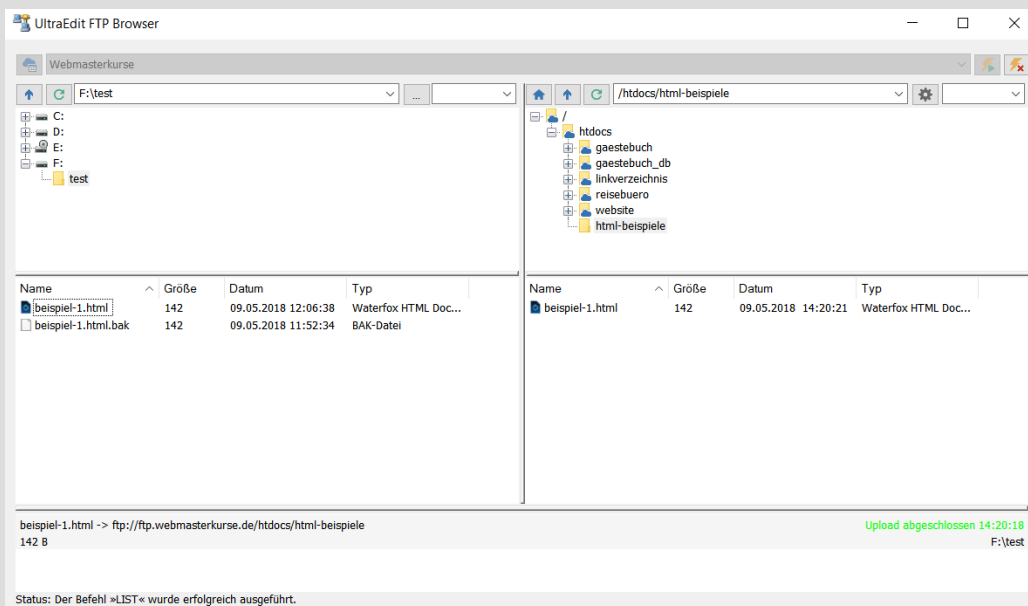 UltraEdit FTP Browser
Webmasterkurse
F:\test
...
/htdocs/html-beispiele
C:
D:
E:
F:
test
/
htdocs
gaestebuch
gaestebuch_db
linkverzeichnis
reisebuero
website
html-beispiele
Name Größe Datum Typ
beispiel-1.html 142 09.05.2018 12:06:38 Waterfox HTML Doc...
beispiel-1.html.bak 142 09.05.2018 11:52:34 BAK-Datei
Name Größe Datum Typ
beispiel-1.html 142 09.05.2018 14:20:21 Waterfox HTML Doc...
beispiel-1.html -> ftp://ftp.webmasterkurse.de/htdocs/html-beispiele Upload abgeschlossen 14:20:18
142 B F:\test
Status: Der Befehl »LIST« wurde erfolgreich ausgeführt.